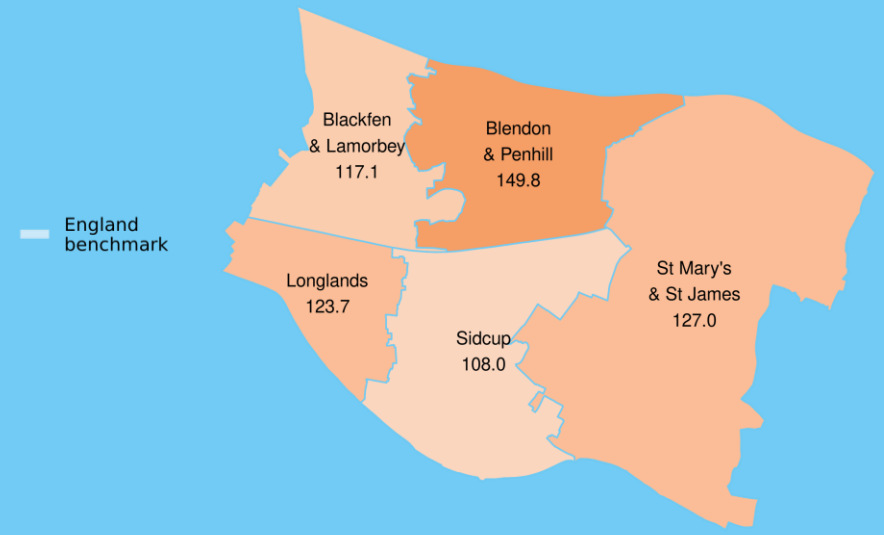 Blackfen
& Lamorbey
117.1
Blendon
& Penhill
149.8
England
benchmark
Longlands
123.7
St Mary's
& St James
127.0
Sidcup
108.0